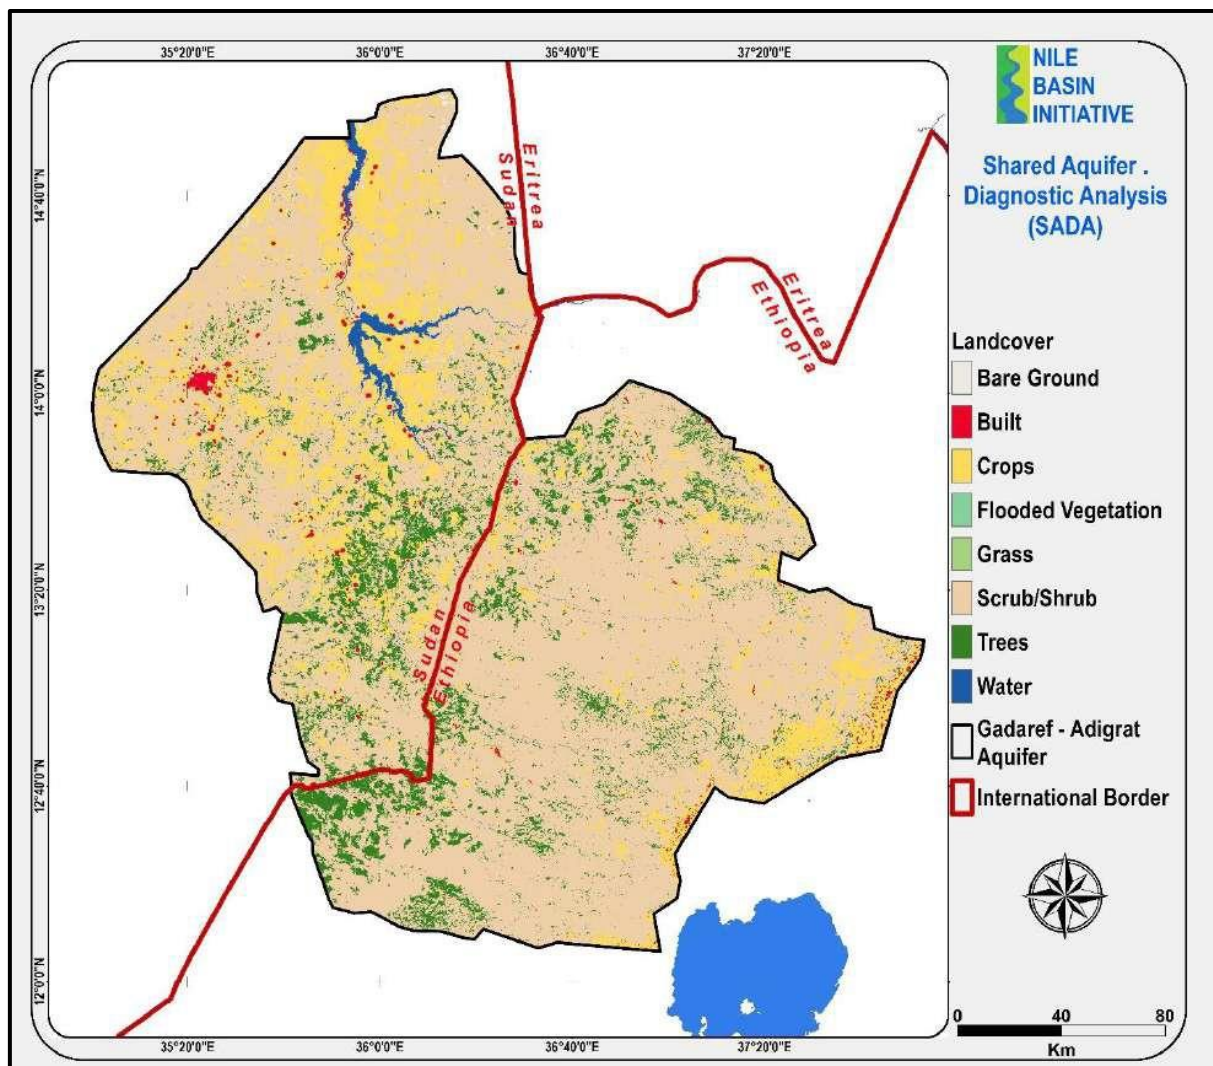 35°20'0"E 36°0'0"E 36°40'0"E 37°20'0"E
NILE
BASIN
INITIATIVE
Shared Aquifer .
Diagnostic Analysis
(SADA)
14°40'0"N
14°0'0"N
13°20'0"N
12°40'0"N
12°0'0"N
Eritrea
Sudan
Eritrea
Ethiopia
Sudan
Ethiopia
Landcover
Bare Ground
Built
Crops
Flooded Vegetation
Grass
Scrub/Shrub
Trees
Water
Gadaref - Adigrat
Aquifer
International Border
0 40 80
Km
35°20'0"E 36°0'0"E 36°40'0"E 37°20'0"E